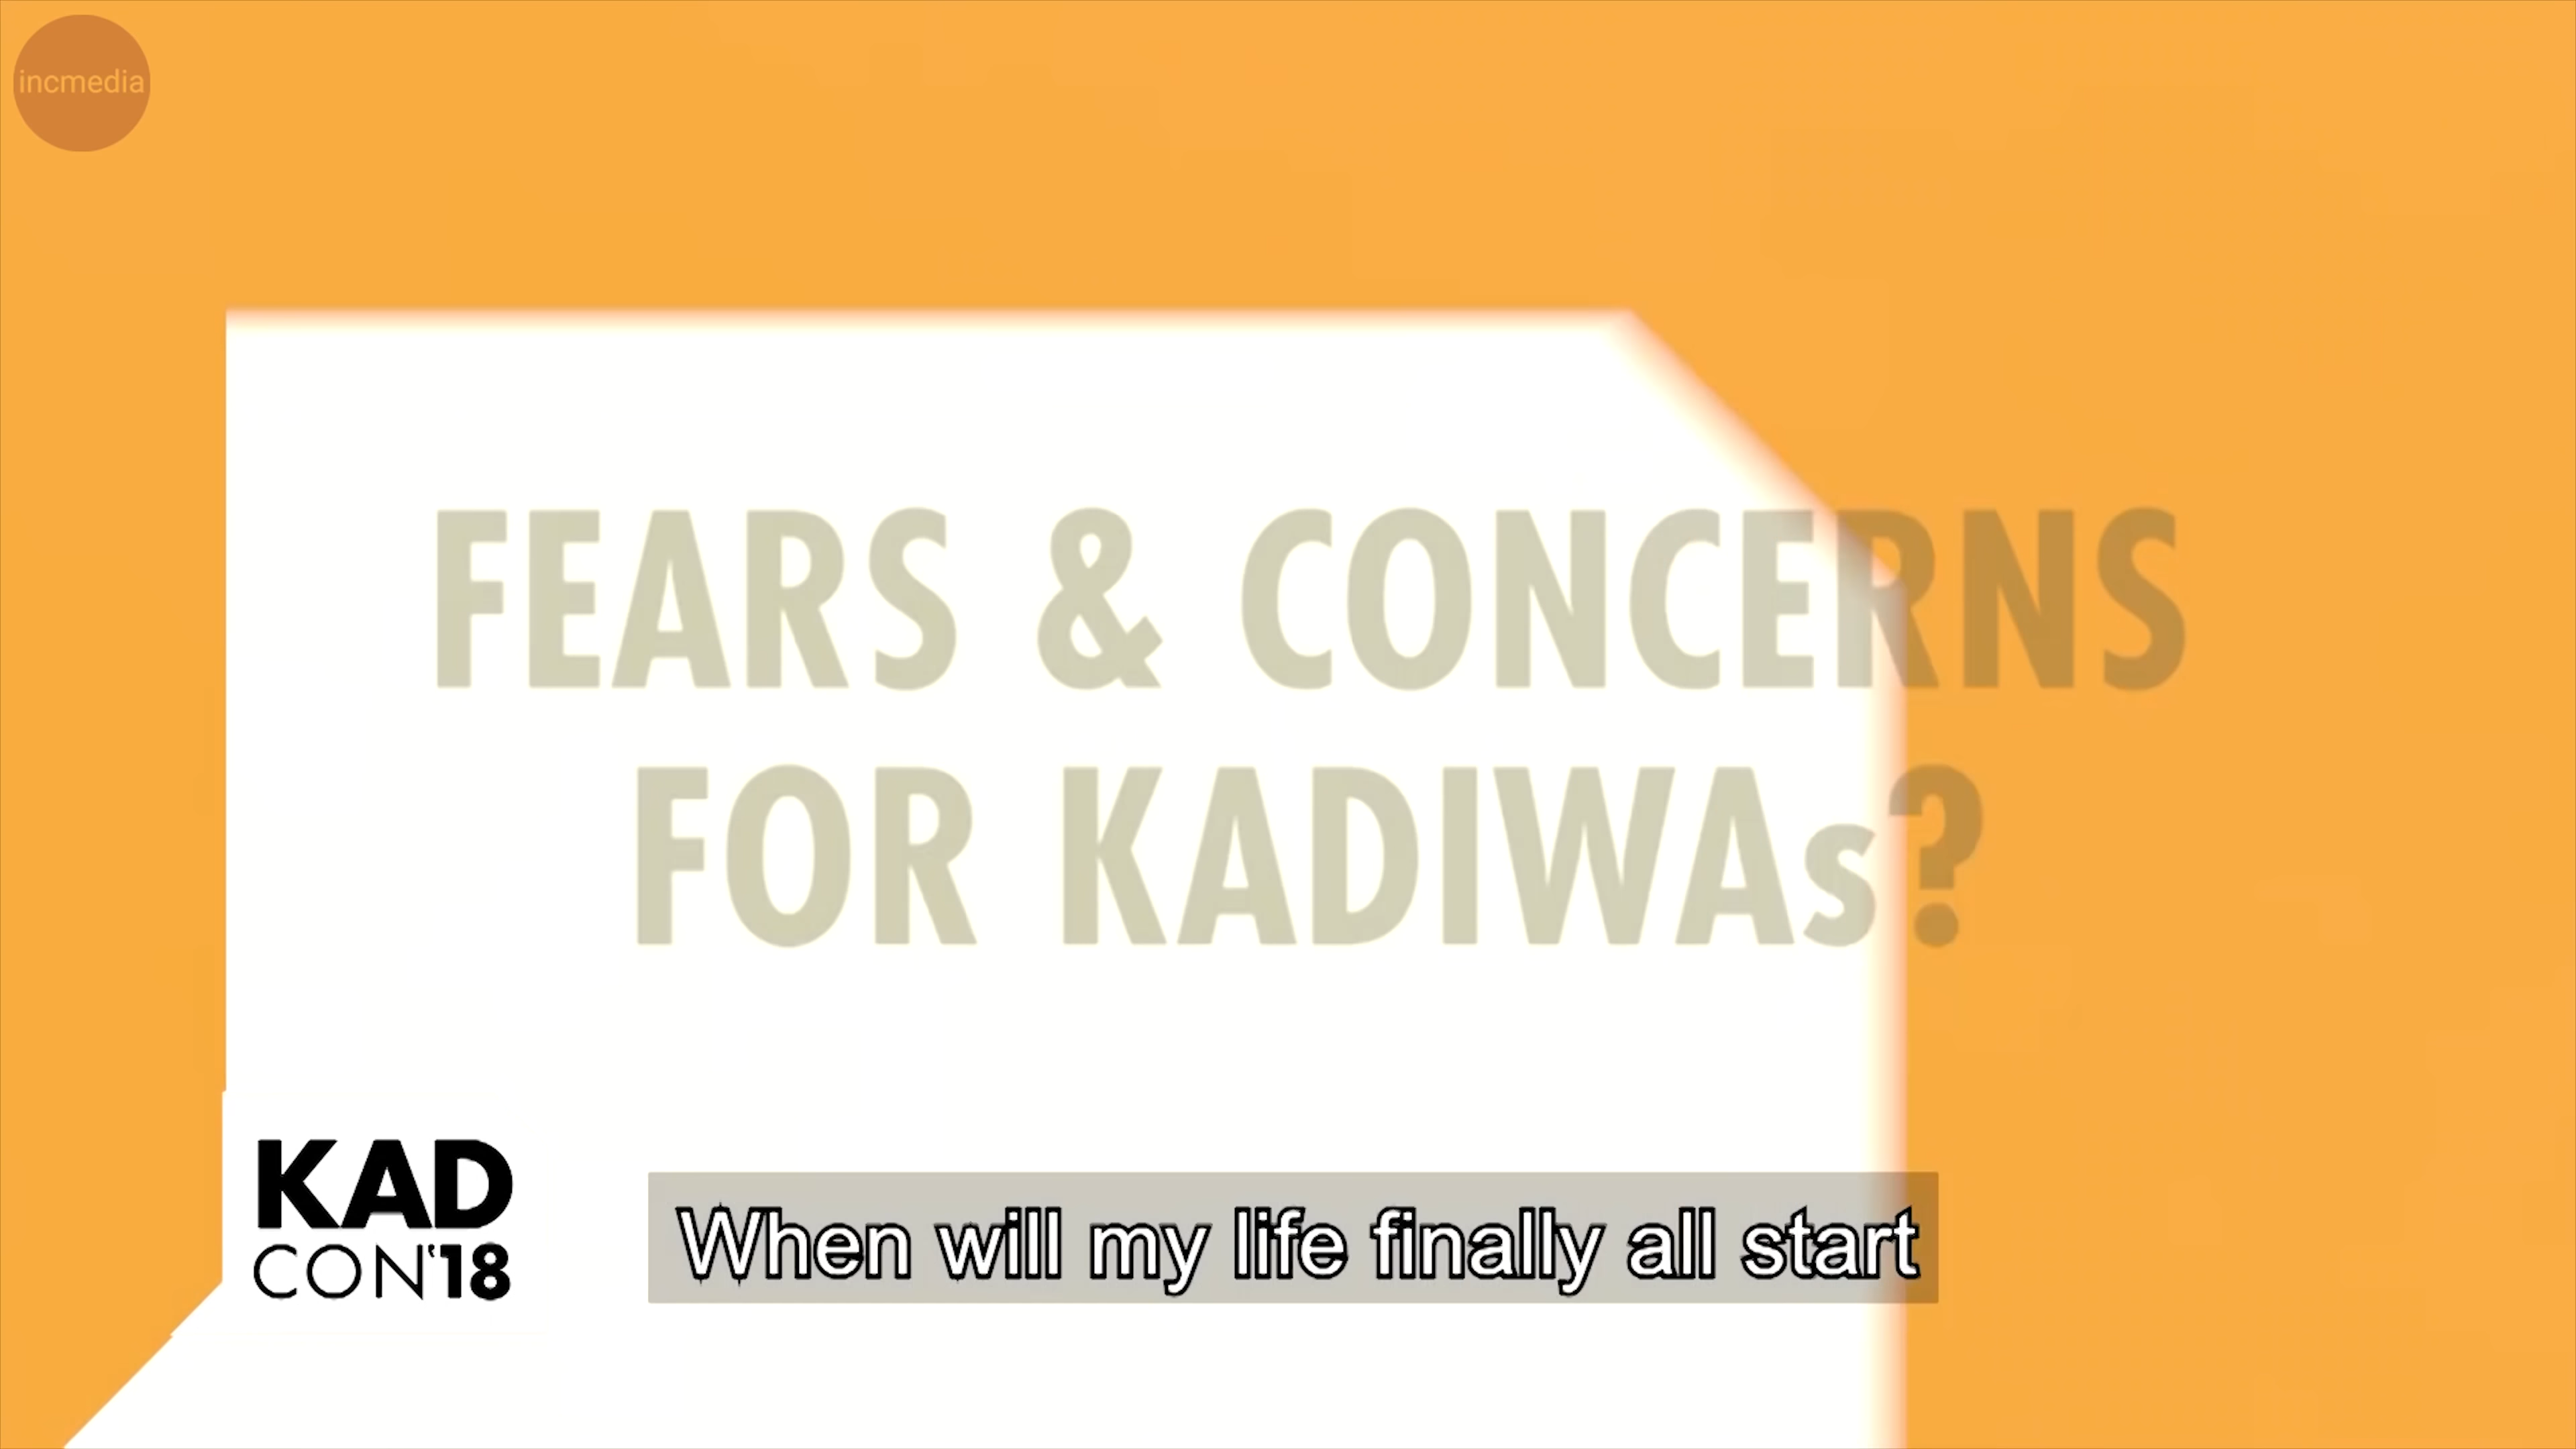 incmedia
FEARS & CONCERNS
FOR KADIWAs?
KAD
CON'18
When will my life finally all start